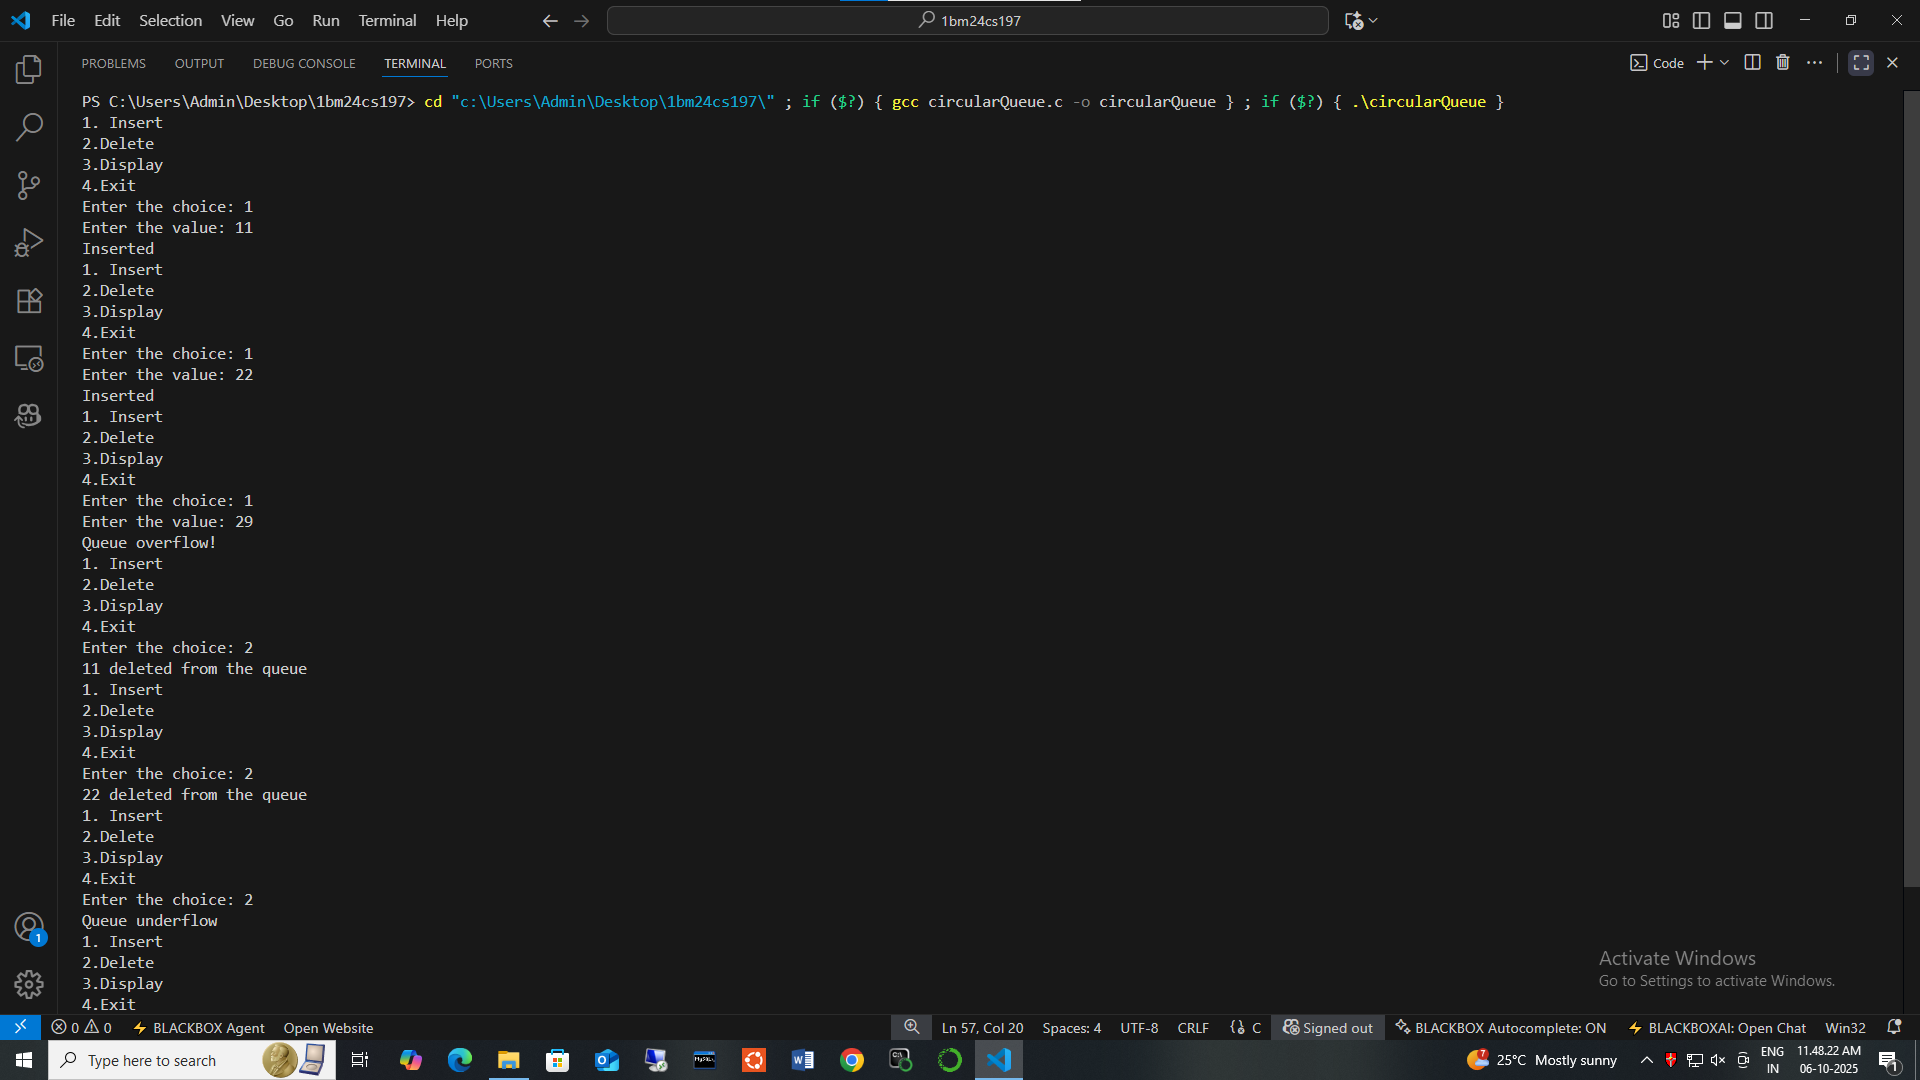 File Edit Selection View Go Run Terminal Help
1bm24cs197
PROBLEMS OUTPUT DEBUG CONSOLE TERMINAL PORTS
Code
PS C:\Users\Admin\Desktop\1bm24cs197> cd "c:\Users\Admin\Desktop\1bm24cs197\" ; if ($?) { gcc circularQueue.c -o circularQueue } ; if ($?) { .\circularQueue }
1. Insert
2.Delete
3.Display
4.Exit
Enter the choice: 1
Enter the value: 11
Inserted
1. Insert
2.Delete
3.Display
4.Exit
Enter the choice: 1
Enter the value: 22
Inserted
1. Insert
2.Delete
3.Display
4.Exit
Enter the choice: 1
Enter the value: 29
Queue overflow!
1. Insert
2.Delete
3.Display
4.Exit
Enter the choice: 2
11 deleted from the queue
1. Insert
2.Delete
3.Display
4.Exit
Enter the choice: 2
22 deleted from the queue
1. Insert
2.Delete
3.Display
4.Exit
Enter the choice: 2
Queue underflow
1. Insert
2.Delete
3.Display
4.Exit
1
Activate Windows
Go to Settings to activate Windows.
0 0 BLACKBOX Agent Open Website Ln 57, Col 20 Spaces: 4 UTF-8 CRLF {} C Signed out BLACKBOX Autocomplete: ON BLACKBOXAI: Open Chat Win32
Type here to search
7 25°C Mostly sunny
ENG
IN
11.48.22 AM
06-10-2025
1